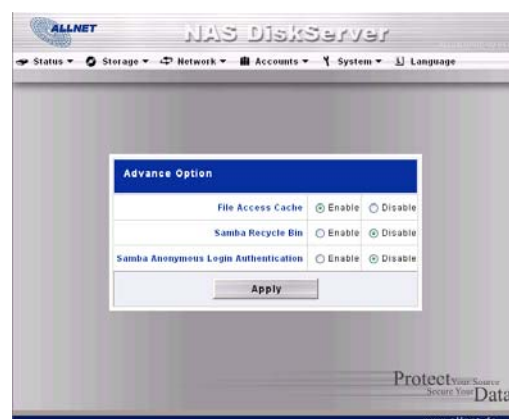 ALLNET
NAS DiskServer
Status Storage Network Accounts System Language
Advance Option
File Access Cache Enable Disable
Samba Recycle Bin Enable Disable
Samba Anonymous Login Authentication Enable Disable
Apply
Protect Your Source
Secure Your Data